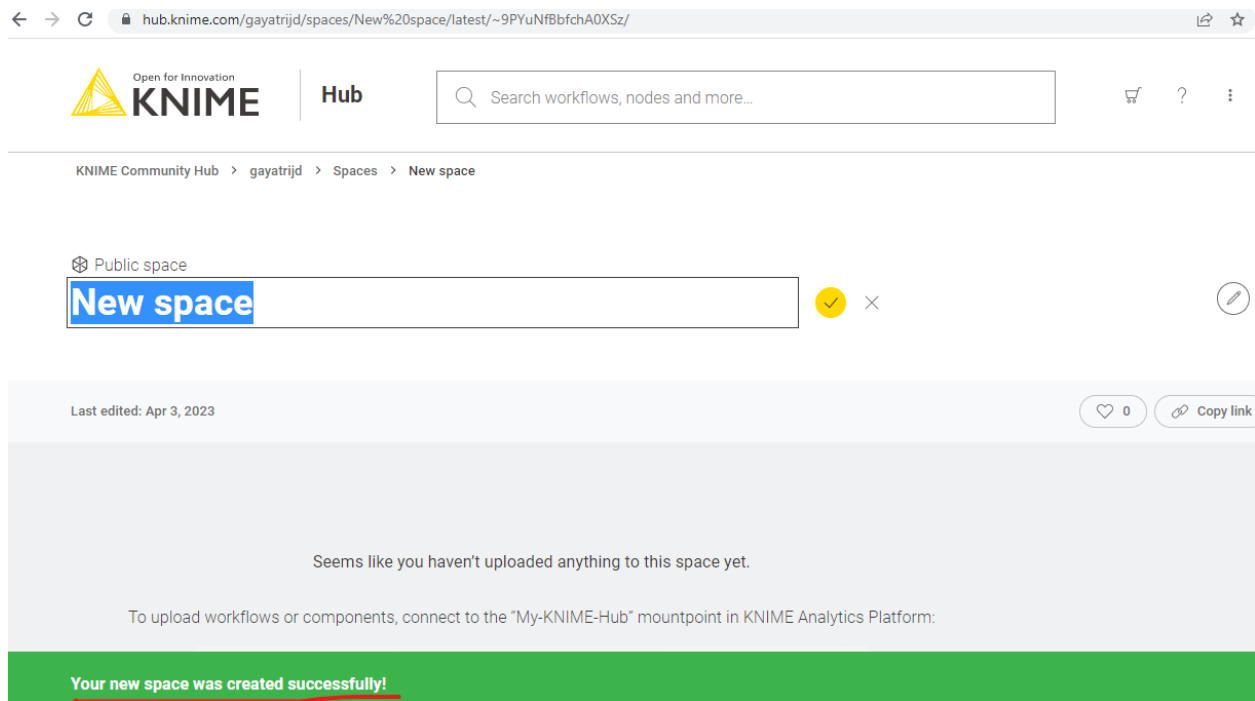 hub.knime.com/gayatrijd/spaces/New%20space/latest/~9PYuNfBbfchA0XSz/
Open for Innovation
KNIME
Hub
Search workflows, nodes and more...
?
KNIME Community Hub > gayatrijd > Spaces > New space
Public space
New space
Last edited: Apr 3, 2023
0
Copy link
Seems like you haven’t uploaded anything to this space yet.
To upload workflows or components, connect to the “My-KNIME-Hub” mountpoint in KNIME Analytics Platform:
Your new space was created successfully!